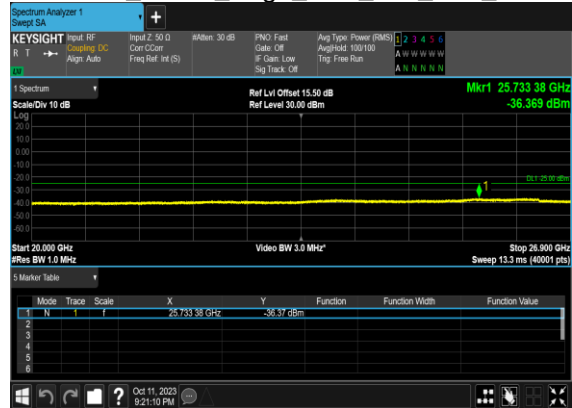 Spectrum Analyzer 1
Swept SA
+
KEYSIGHT Input: RF Input Z: 50 Ω #Atten: 30 dB PNO: Fast Avg Type: Power (RMS) 1 2 3 4 5 6
R T Coupling: DC Corr CCorr Gate: Off Avg|Hold: 100/100 A W W W W W
Align: Auto Freq Ref: Int (S) IF Gain: Low Trig: Free Run
Sig Track: Off A N N N N N
1 Spectrum Ref Lvl Offset 15.50 dB Mkr1 25.733 38 GHz
Scale/Div 10 dB Ref Level 30.00 dBm -36.369 dBm
Log
20.0
10.0
0.00
-10.0
-20.0
DL1 -25.00 dBm
1
-30.0
-40.0
-50.0
-60.0
Start 20.000 GHz Video BW 3.0 MHz* Stop 26.900 GHz
#Res BW 1.0 MHz Sweep 13.3 ms (40001 pts)
5 Marker Table
Mode Trace Scale X Y Function Function Width Function Value
1 N 1 f 25.733 38 GHz -36.37 dBm
2
3
4
5
6
? Oct 11, 2023
9:21:10 PM